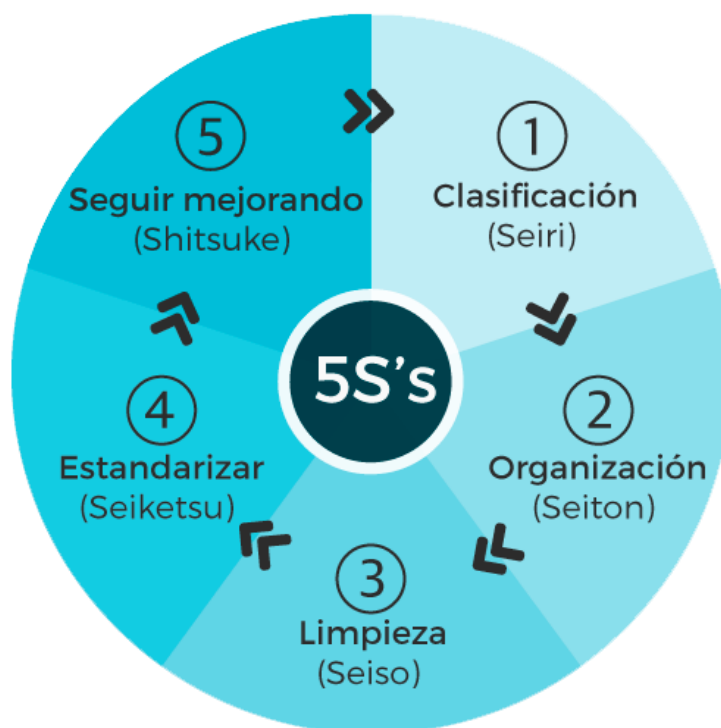 1
Clasificación
(Seiri)
2
Organización
(Seiton)
3
Limpieza
(Seiso)
4
Estandarizar
(Seiketsu)
5
Seguir mejorando
(Shitsuke)
5S's